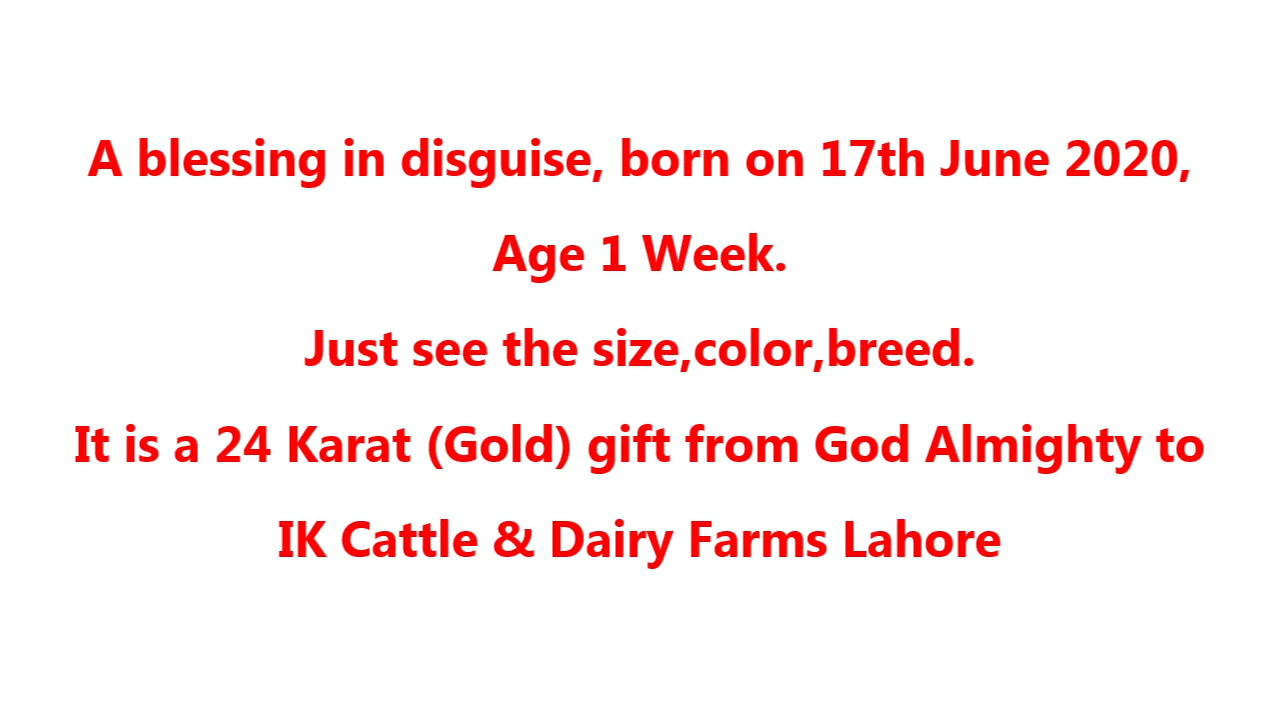 A blessing in disguise, born on 17th June 2020,
Age 1 Week.
Just see the size,color,breed.
It is a 24 Karat (Gold) gift from God Almighty to
IK Cattle & Dairy Farms Lahore